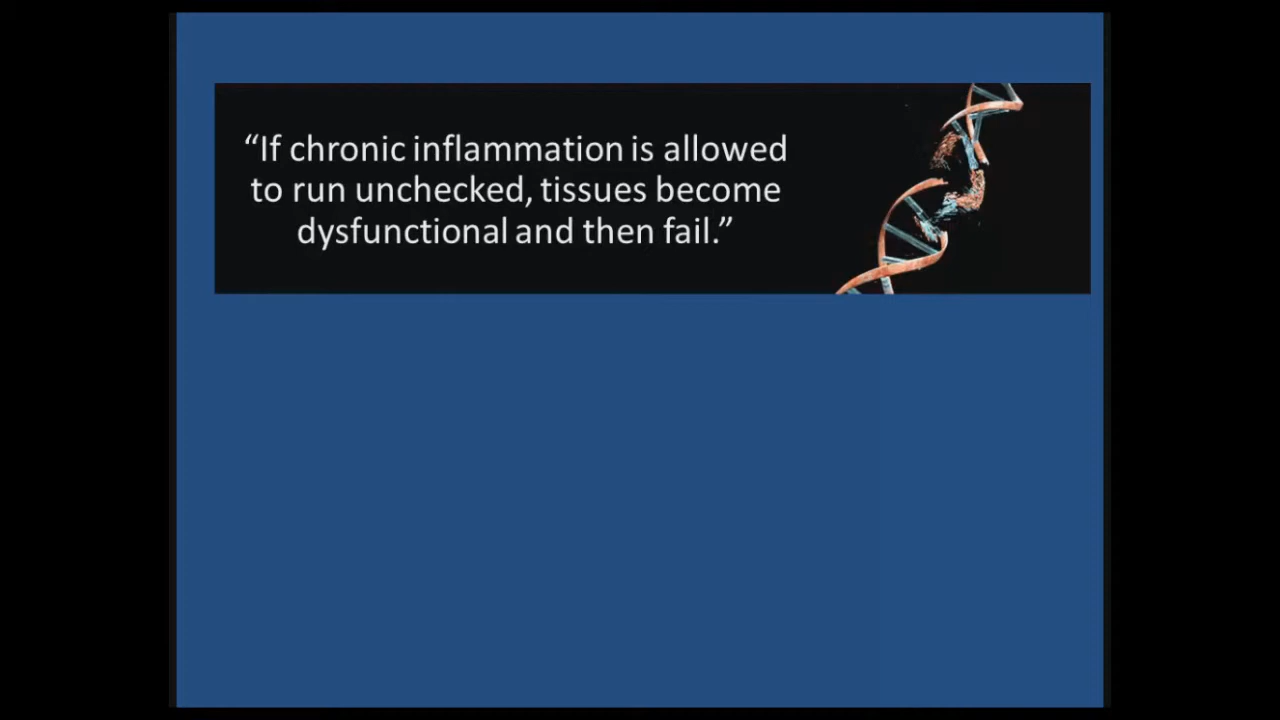 “If chronic inflammation is allowed
to run unchecked, tissues become
dysfunctional and then fail.”